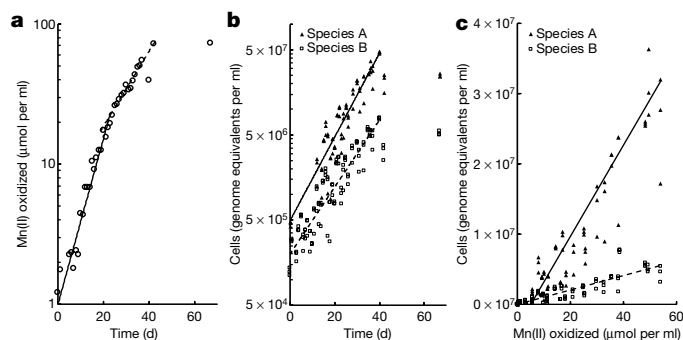 a
Mn(II) oxidized (μmol per ml)
100
10
1
0 20 40 60 80
Time (d)
b
Species A
Species B
Cells (genome equivalents per ml)
5 × 10⁷
5 × 10⁶
5 × 10⁵
5 × 10⁴
0 20 40 60 80
Time (d)
c
Species A
Species B
Cells (genome equivalents per ml)
4 × 10⁷
3 × 10⁷
2 × 10⁷
1 × 10⁷
0 × 10⁷
0 20 40 60
Mn(II) oxidized (μmol per ml)